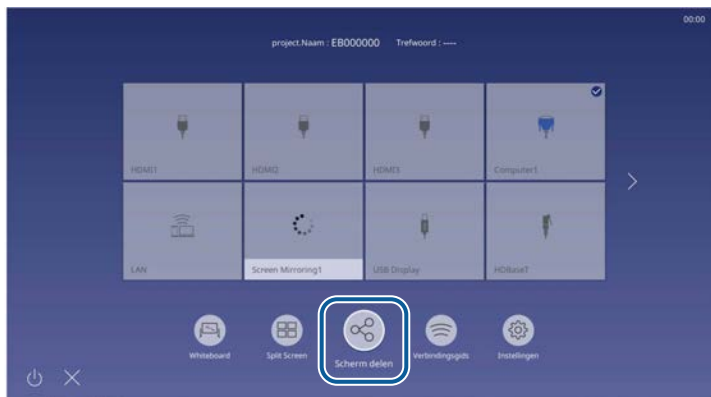 00:00
project.Naam : EB000000 Trefwoord : ----
HDMI1 HDMI2 HDMI3 Computer1
LAN Screen Mirroring1 USB Display HDBaseT
Whiteboard Split Screen Scherm delen Verbindingsgids Instellingen